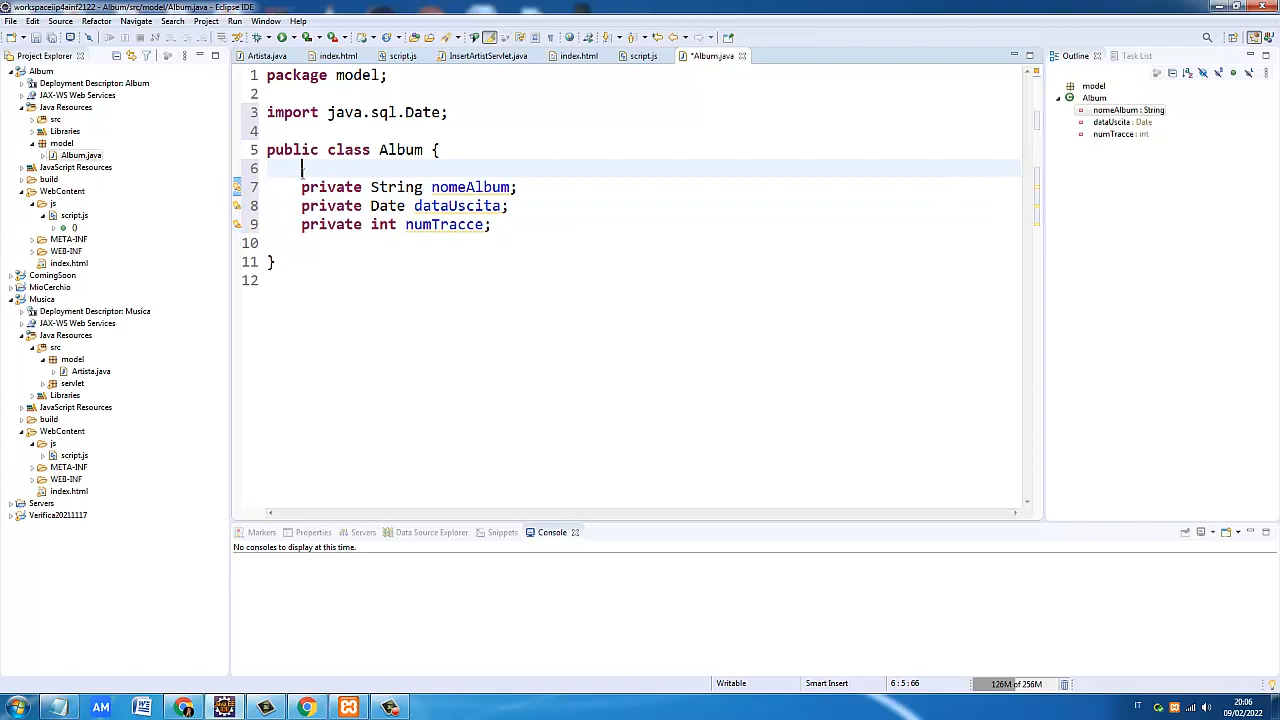 workspaceiip4ainf2122 - Album/src/model/Album.java - Eclipse IDE
File Edit Source Refactor Navigate Search Project Run Window Help
Project Explorer
Album
Deployment Descriptor: Album
JAX-WS Web Services
Java Resources
src
Libraries
model
Album.java
JavaScript Resources
build
WebContent
js
script.js
()
META-INF
WEB-INF
index.html
ComingSoon
MioCerchio
Musica
Deployment Descriptor: Musica
JAX-WS Web Services
Java Resources
src
model
Artista.java
servlet
Libraries
JavaScript Resources
build
WebContent
js
script.js
META-INF
WEB-INF
index.html
Servers
Verifica20211117
Artista.java index.html script.js InsertArtistServlet.java index.html script.js *Album.java
1 package model;
2
3 import java.sql.Date;
4
5 public class Album {
6
7 private String nomeAlbum;
8 private Date dataUscita;
9 private int numTracce;
10
11 }
12
Outline Task List
model
Album
nomeAlbum : String
dataUscita : Date
numTracce : int
Markers Properties Servers Data Source Explorer Snippets Console
No consoles to display at this time.
Writable Smart Insert 6 : 5 : 66 126M of 256M
AM IT 20:06
09/02/2022